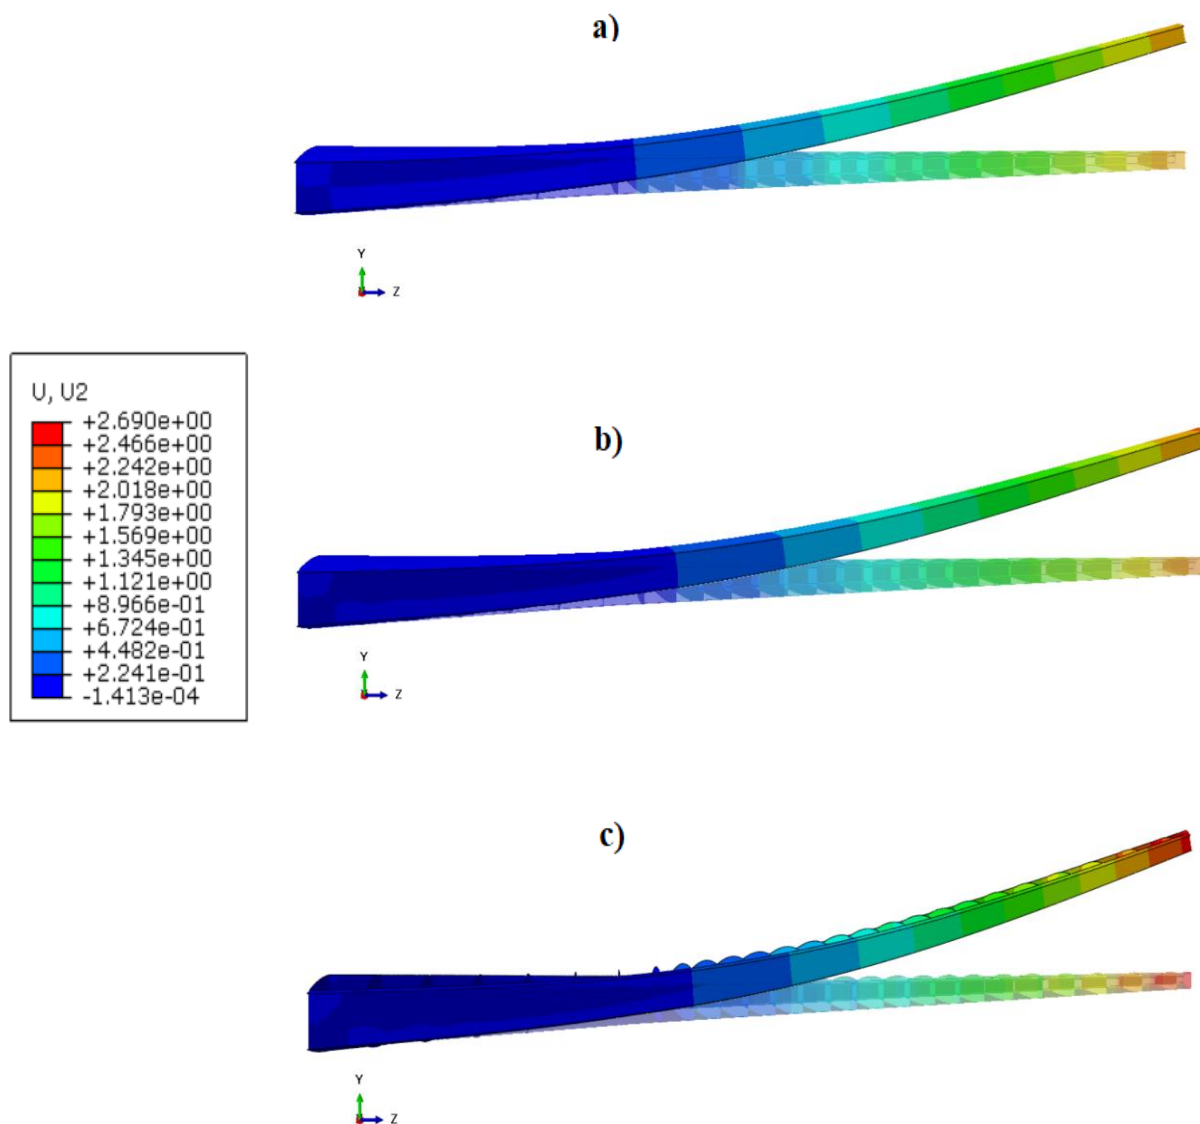 a)
Y
Z
U, U2
+2.690e+00
+2.466e+00
+2.242e+00
+2.018e+00
+1.793e+00
+1.569e+00
+1.345e+00
+1.121e+00
+8.966e-01
+6.724e-01
+4.482e-01
+2.241e-01
-1.413e-04
b)
Y
Z
c)
Y
Z